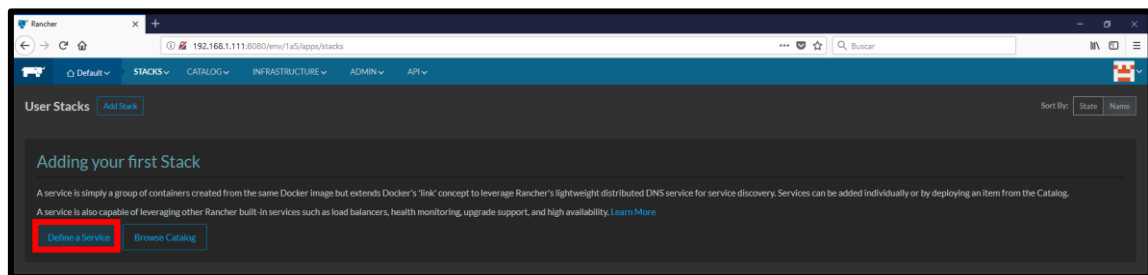 Rancher
192.168.1.111:8080/env/1a5/apps/stacks
Buscar
Default STACKS CATALOG INFRASTRUCTURE ADMIN API
User Stacks Add Stack Sort By: State Name
Adding your first Stack
A service is simply a group of containers created from the same Docker image but extends Docker's 'link' concept to leverage Rancher's lightweight distributed DNS service for service discovery. Services can be added individually or by deploying an item from the Catalog.
A service is also capable of leveraging other Rancher built-in services such as load balancers, health monitoring, upgrade support, and high availability. Learn More
Define a Service Browse Catalog